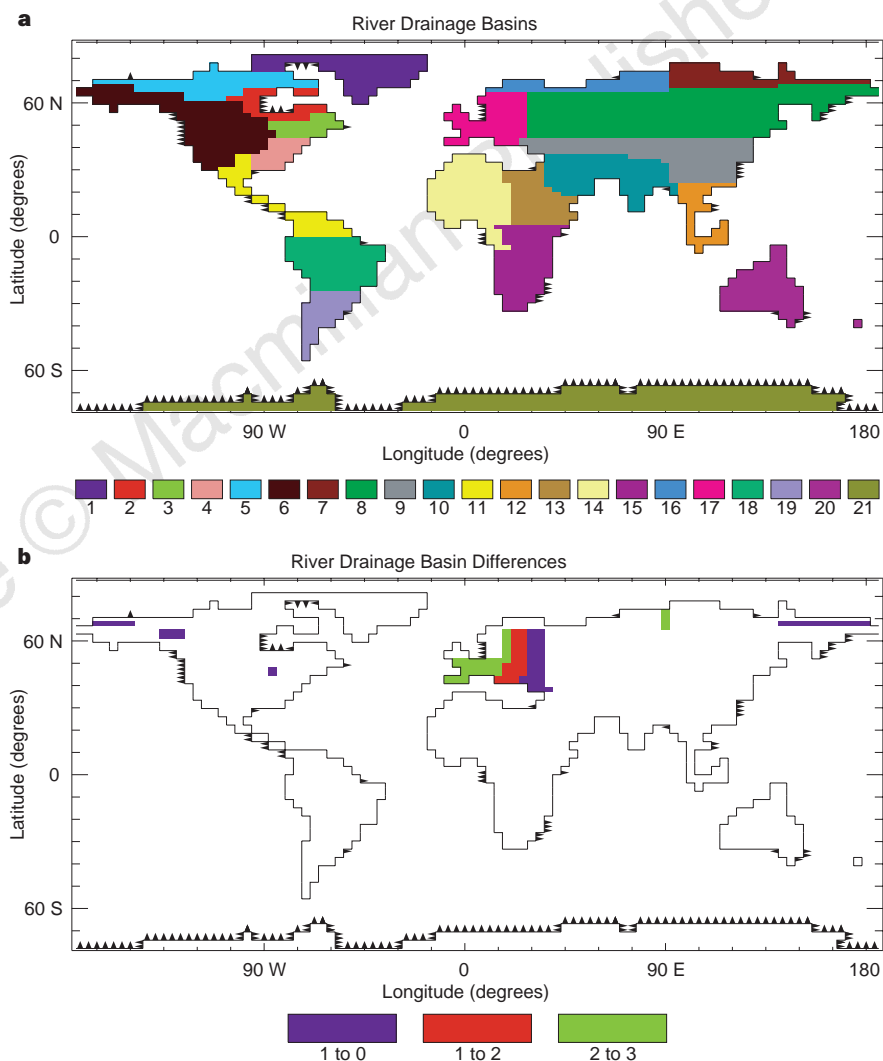 a
River Drainage Basins
60 N
0
60 S
Latitude (degrees)
90 W 0 90 E 180
Longitude (degrees)
1 2 3 4 5 6 7 8 9 10 11 12 13 14 15 16 17 18 19 20 21
© Macmillan Publishe
b
River Drainage Basin Differences
60 N
0
60 S
Latitude (degrees)
90 W 0 90 E 180
Longitude (degrees)
1 to 0 1 to 2 2 to 3